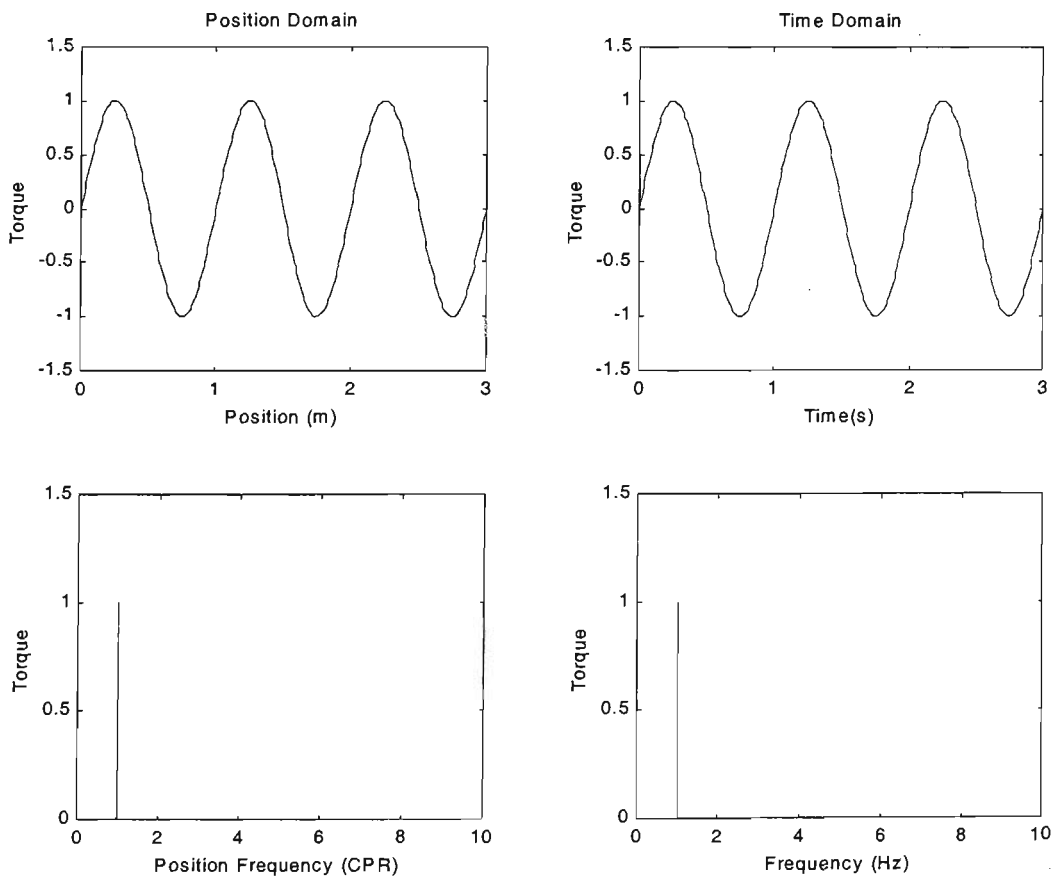 Position Domain
1.5
1
0.5
0
-0.5
-1
-1.5
Torque
0 1 2 3
Position (m)
Time Domain
1.5
1
0.5
0
-0.5
-1
-1.5
Torque
0 1 2 3
Time(s)
1.5
1
0.5
0
Torque
0 2 4 6 8 10
Position Frequency (CPR)
1.5
1
0.5
0
Torque
0 2 4 6 8 10
Frequency (Hz)